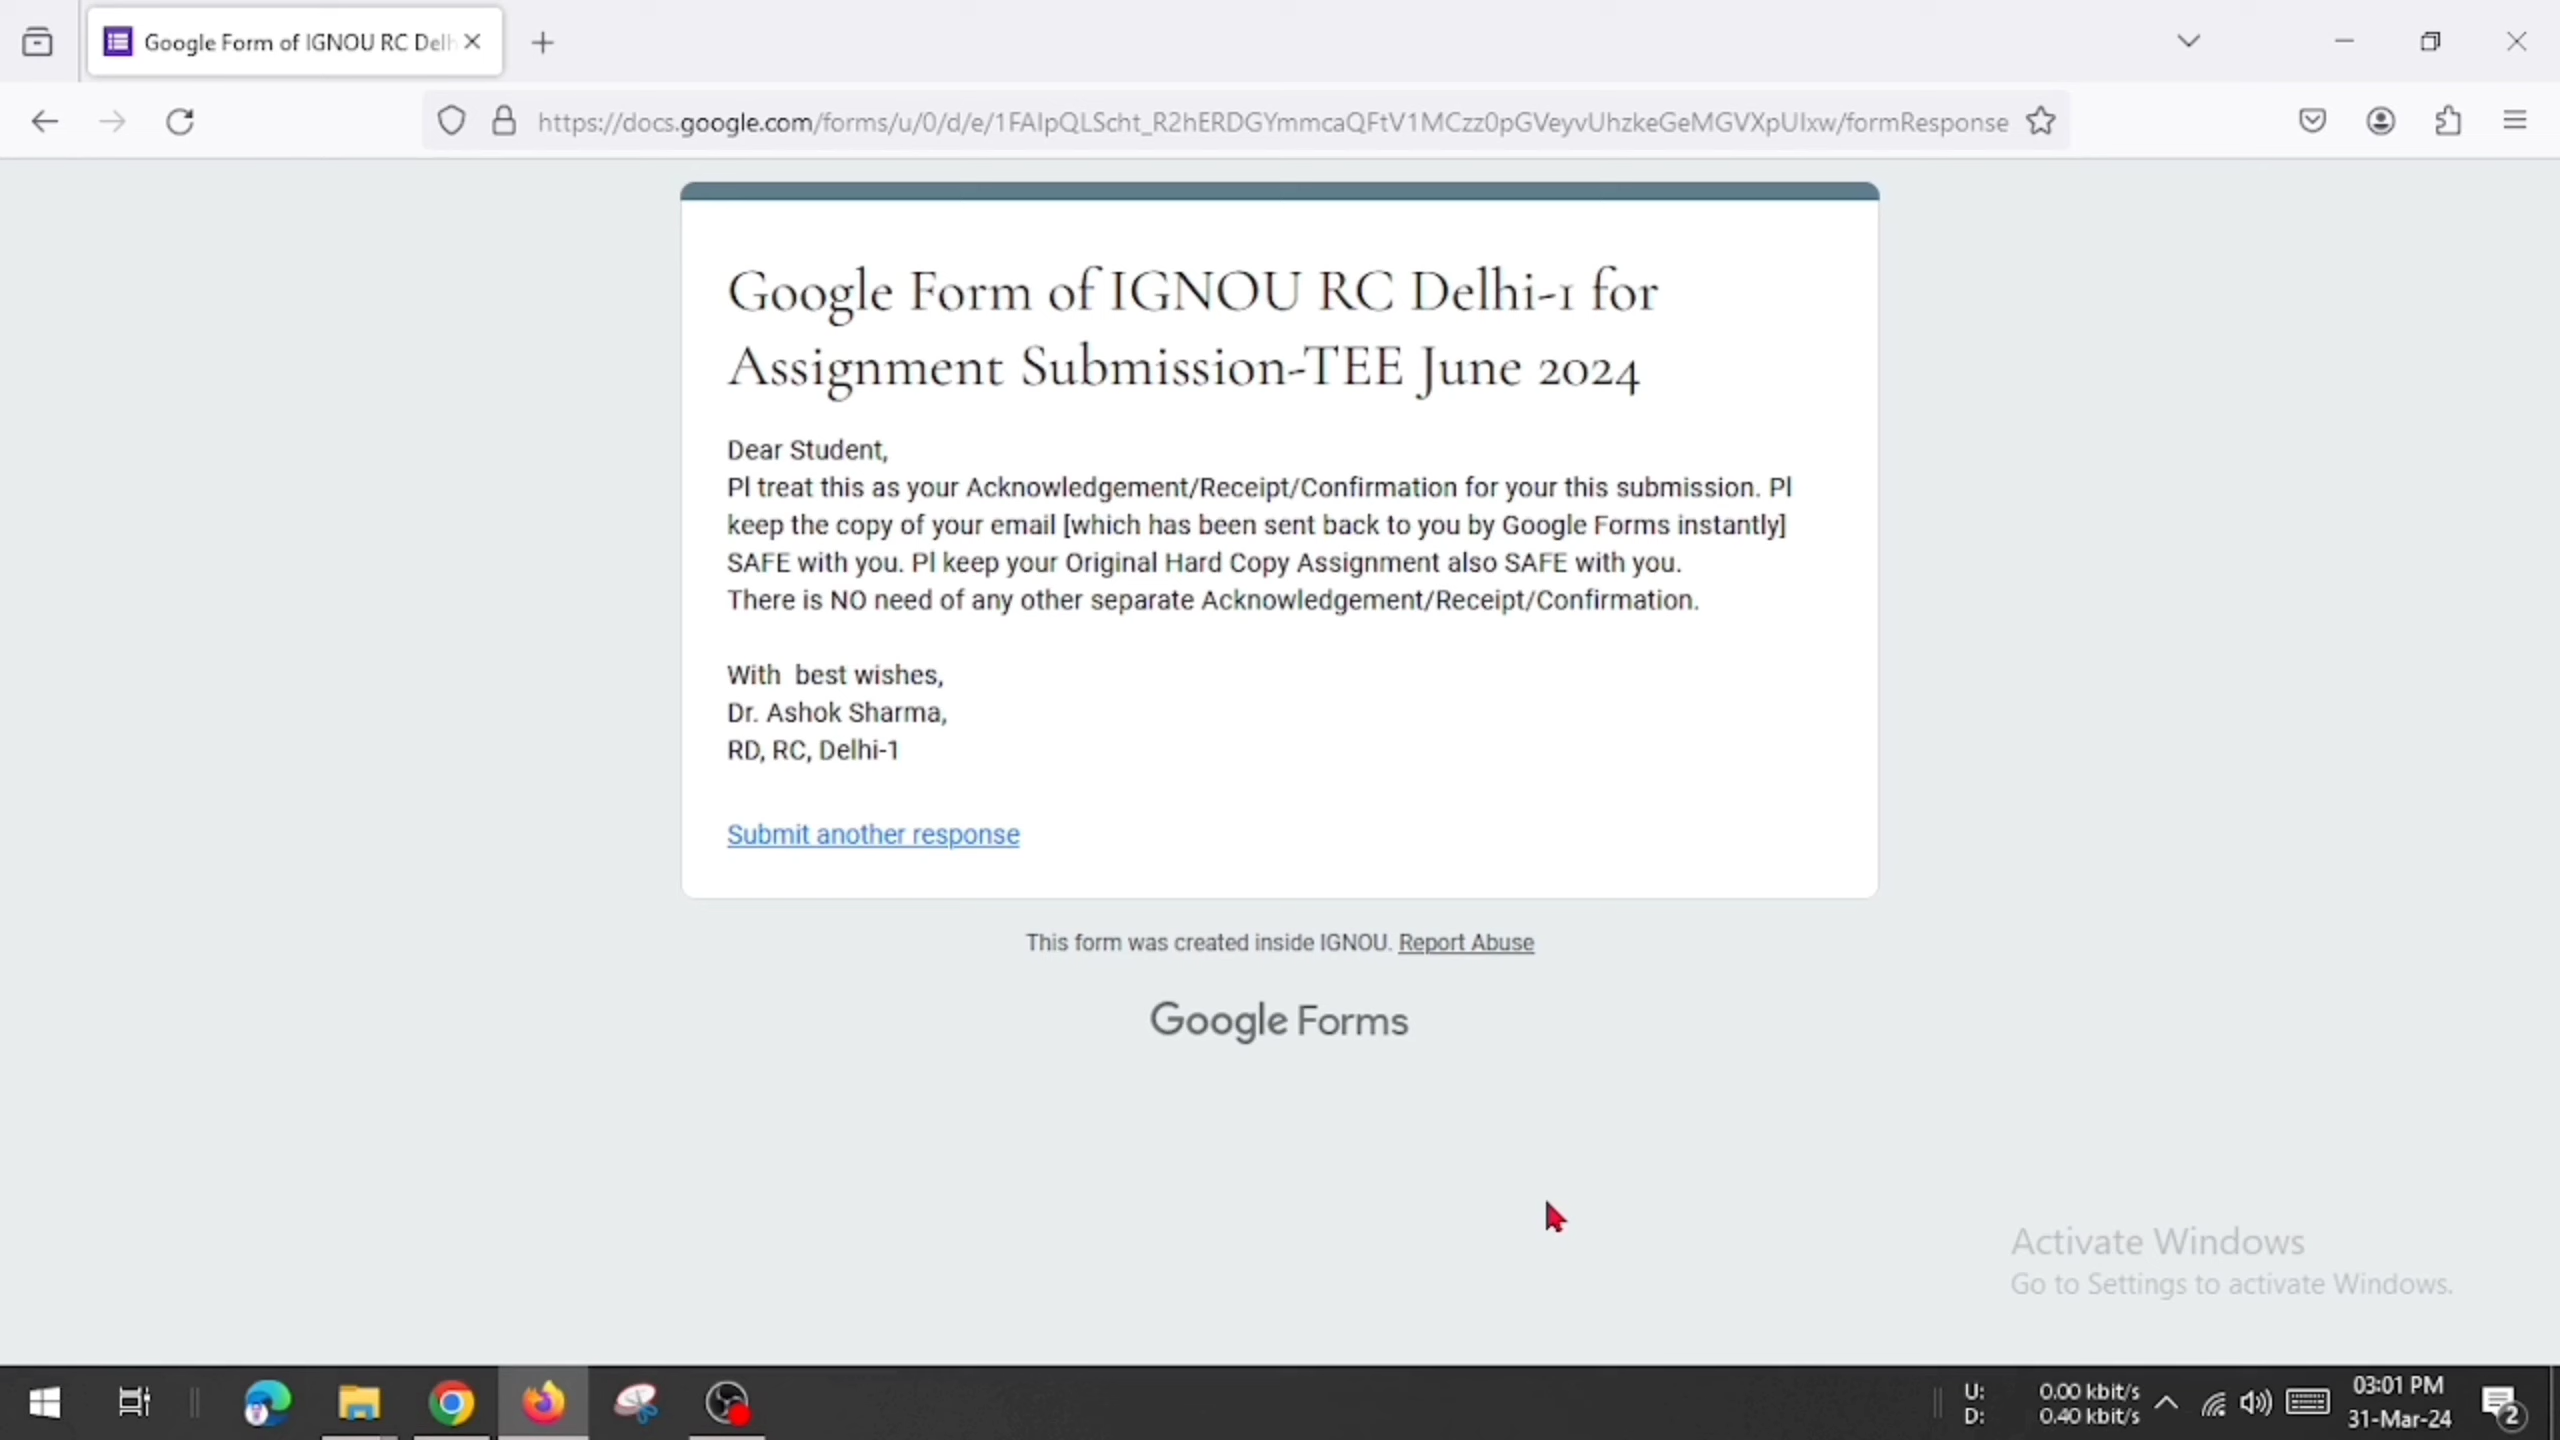 Google Form of IGNOU RC Delh
https://docs.google.com/forms/u/0/d/e/1FAIpQLScht_R2hERDGYmmcaQFtV1MCzz0pGVeyvUhzkeGeMGVXpUIxw/formResponse
Google Form of IGNOU RC Delhi-1 for
Assignment Submission-TEE June 2024
Dear Student,
Pl treat this as your Acknowledgement/Receipt/Confirmation for your this submission. Pl
keep the copy of your email [which has been sent back to you by Google Forms instantly]
SAFE with you. Pl keep your Original Hard Copy Assignment also SAFE with you.
There is NO need of any other separate Acknowledgement/Receipt/Confirmation.
With  best wishes,
Dr. Ashok Sharma,
RD, RC, Delhi-1
Submit another response
This form was created inside IGNOU. Report Abuse
Google Forms
Activate Windows
Go to Settings to activate Windows.
U: 0.00 kbit/s
D: 0.40 kbit/s
03:01 PM
31-Mar-24
2